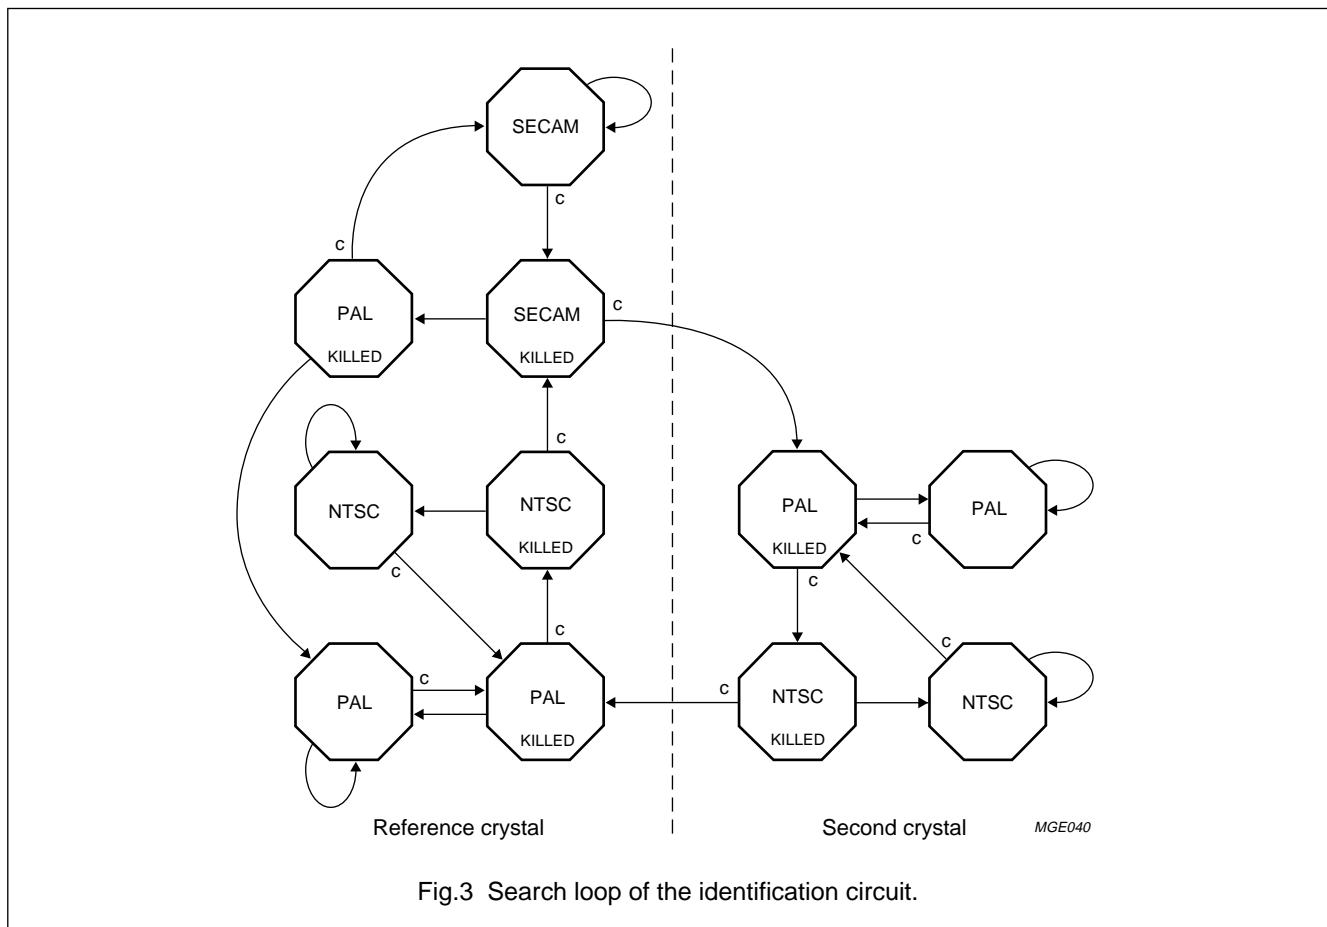 SECAM
c
c
PAL
KILLED
SECAM
KILLED
c
c
NTSC
NTSC
KILLED
c
PAL
KILLED
PAL
c
c
c
PAL
c
PAL
KILLED
c
NTSC
KILLED
c
NTSC
Reference crystal
Second crystal
MGE040
Fig.3 Search loop of the identification circuit.